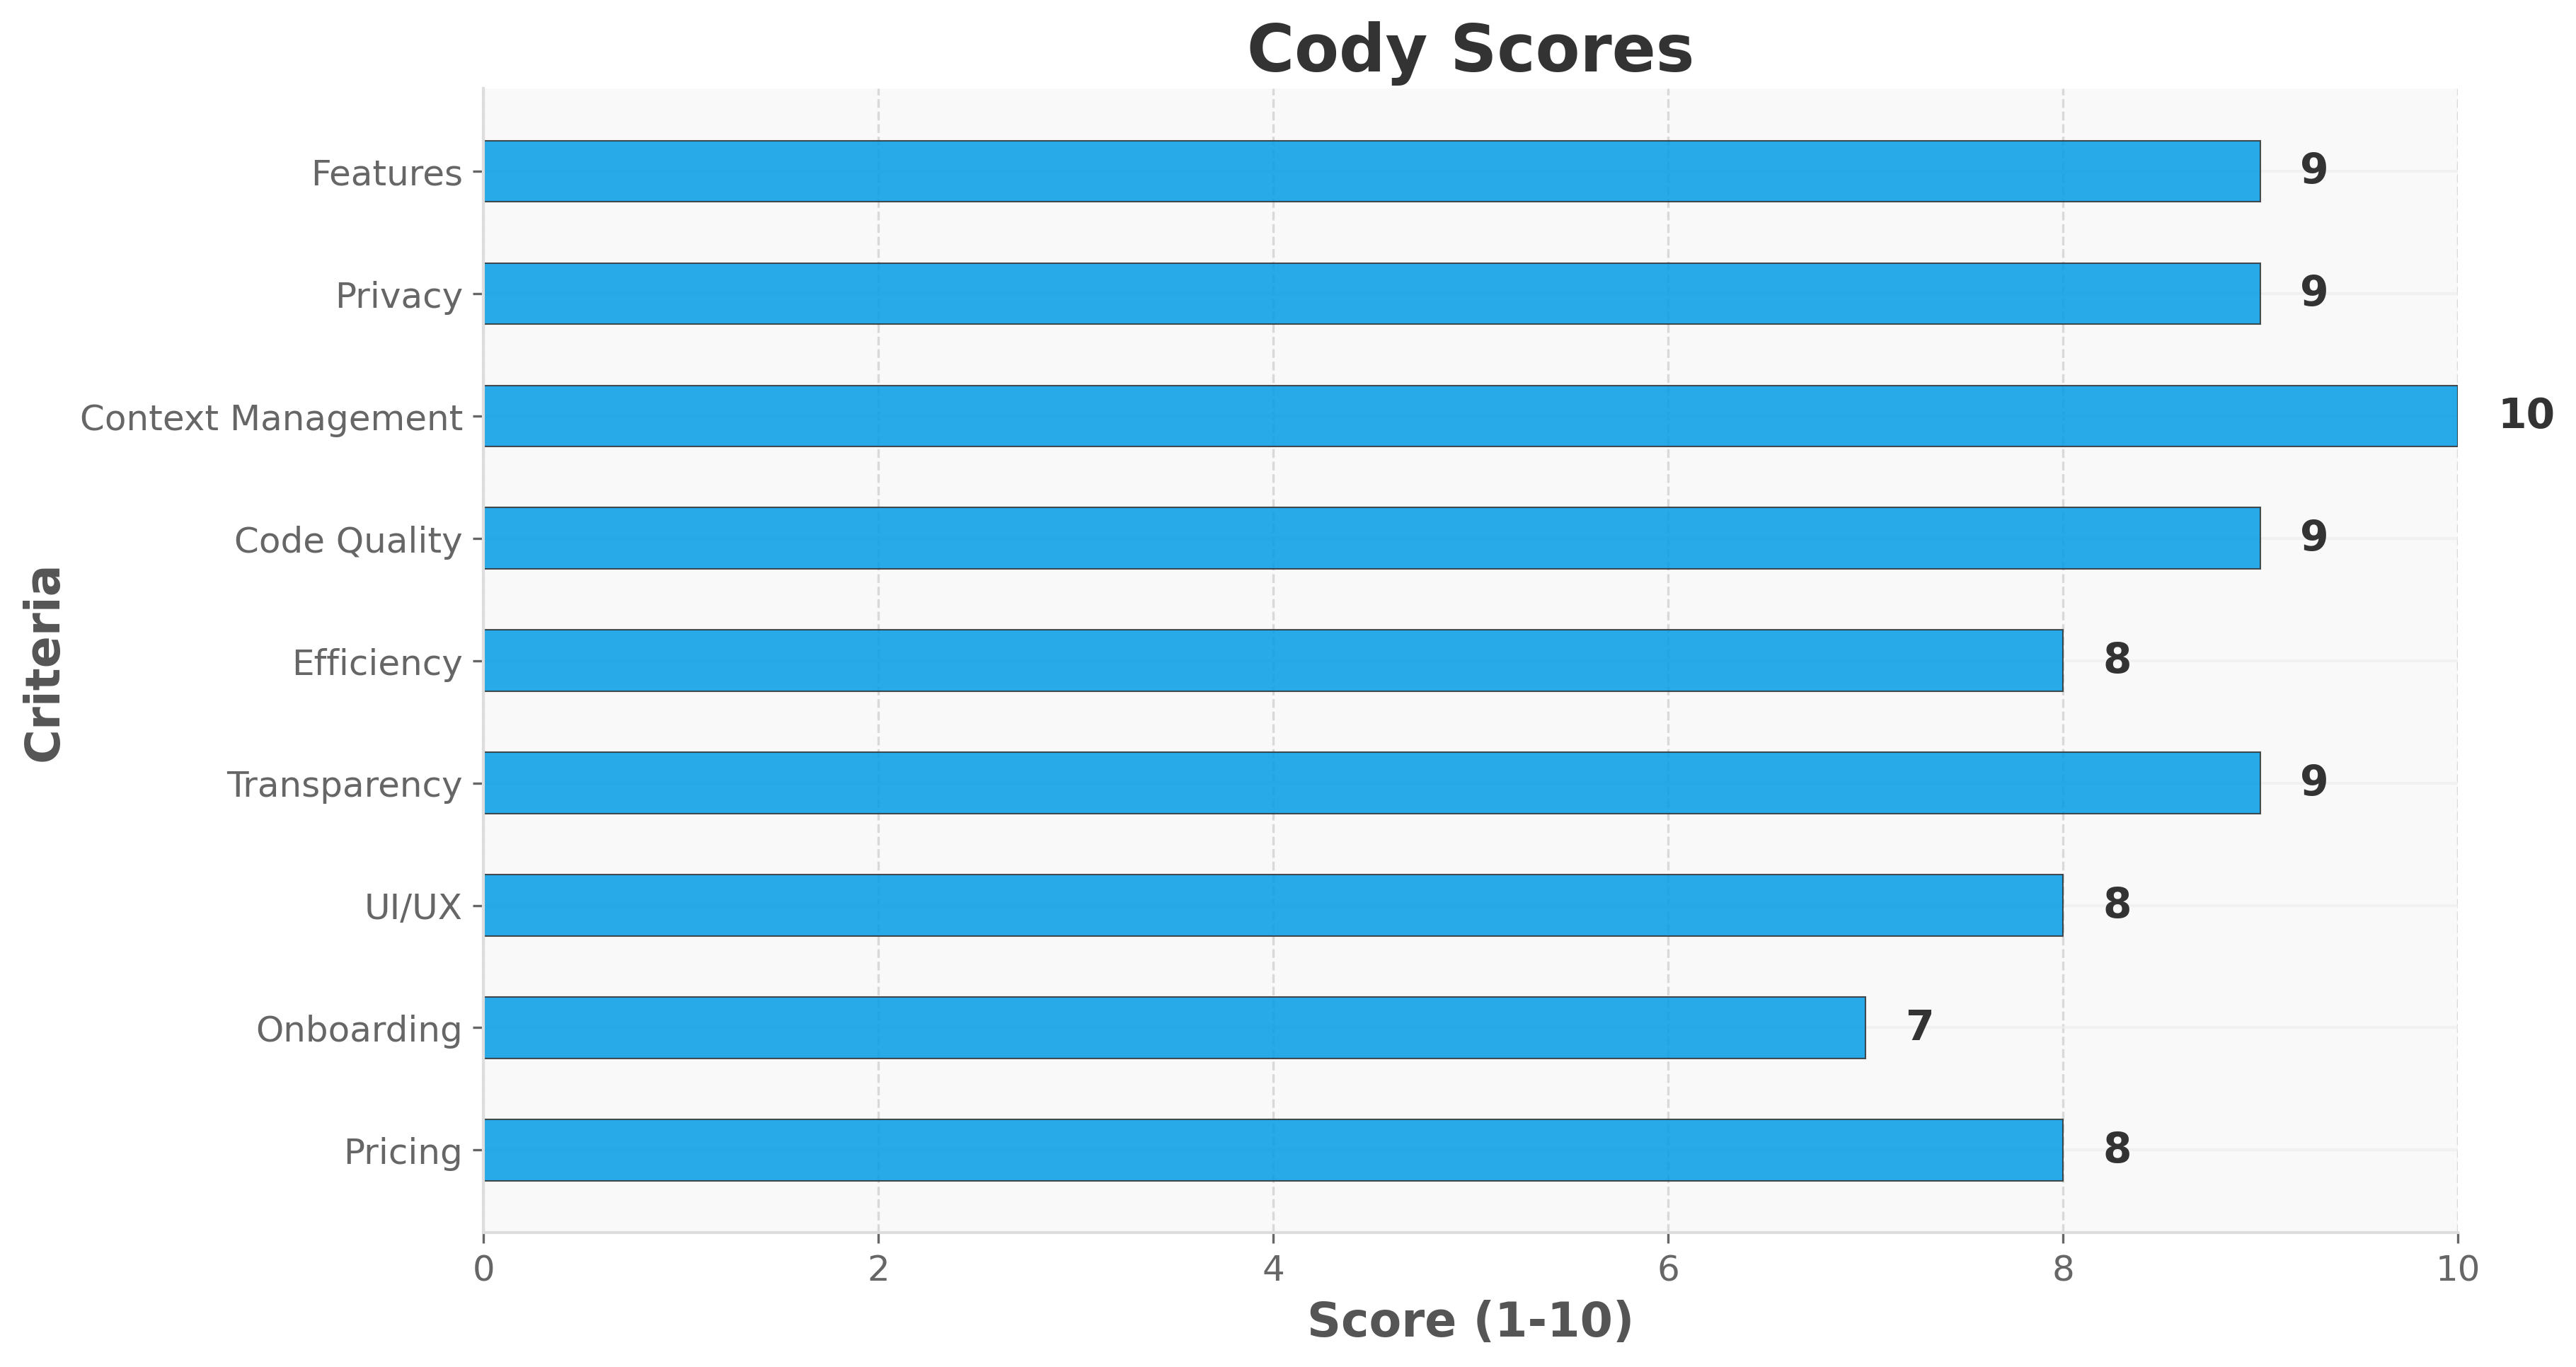 Cody Scores
Features
9
Privacy
9
Context Management
10
Code Quality
9
Efficiency
8
Transparency
9
UI/UX
8
Onboarding
7
Pricing
8
Criteria
0 2 4 6 8 10
Score (1-10)